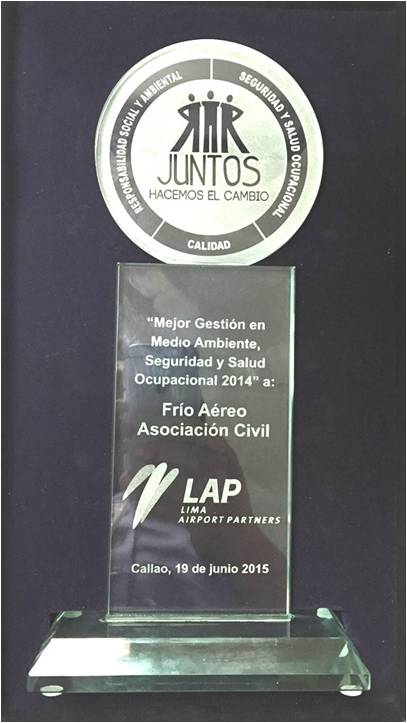 RESPONSABILIDAD SOCIAL Y AMBIENTAL
SEGURIDAD Y SALUD OCUPACIONAL
JUNTOS
HACEMOS EL CAMBIO
CALIDAD
“Mejor Gestión en
Medio Ambiente,
Seguridad y Salud
Ocupacional 2014” a:
Frío Aéreo
Asociación Civil
LAP
LIMA
AIRPORT PARTNERS
Callao, 19 de junio 2015